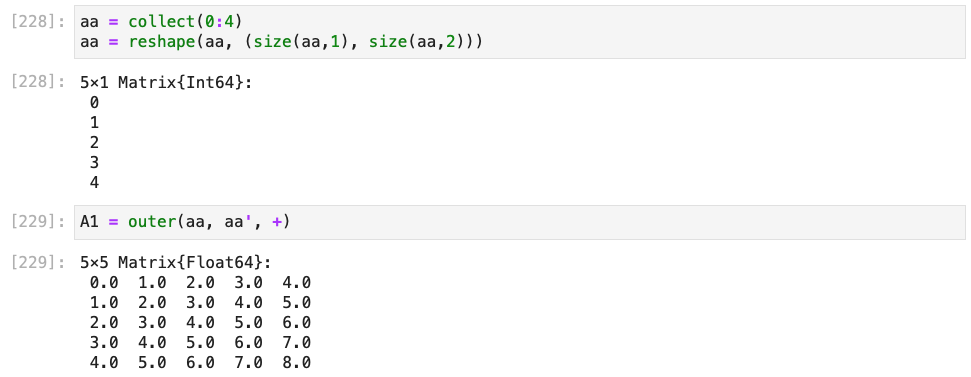 [228]: aa = collect(0:4)
aa = reshape(aa, (size(aa,1), size(aa,2)))
[228]: 5×1 Matrix{Int64}:
0
1
2
3
4
[229]: A1 = outer(aa, aa', +)
[229]: 5×5 Matrix{Float64}:
0.0 1.0 2.0 3.0 4.0
1.0 2.0 3.0 4.0 5.0
2.0 3.0 4.0 5.0 6.0
3.0 4.0 5.0 6.0 7.0
4.0 5.0 6.0 7.0 8.0